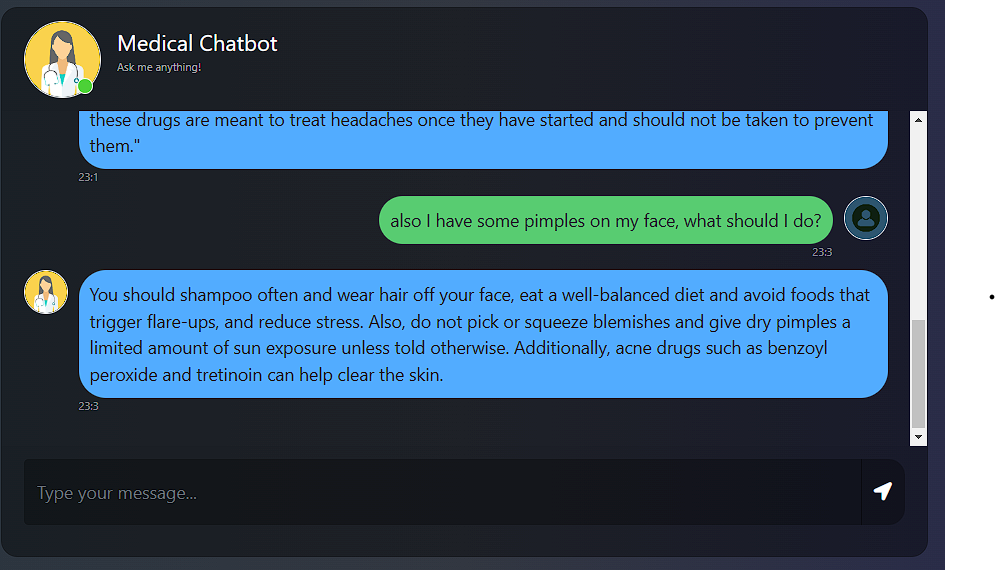 Medical Chatbot
Ask me anything!
these drugs are meant to treat headaches once they have started and should not be taken to prevent
them."
23:1
also I have some pimples on my face, what should I do?
23:3
You should shampoo often and wear hair off your face, eat a well-balanced diet and avoid foods that
trigger flare-ups, and reduce stress. Also, do not pick or squeeze blemishes and give dry pimples a
limited amount of sun exposure unless told otherwise. Additionally, acne drugs such as benzoyl
peroxide and tretinoin can help clear the skin.
23:3
Type your message...